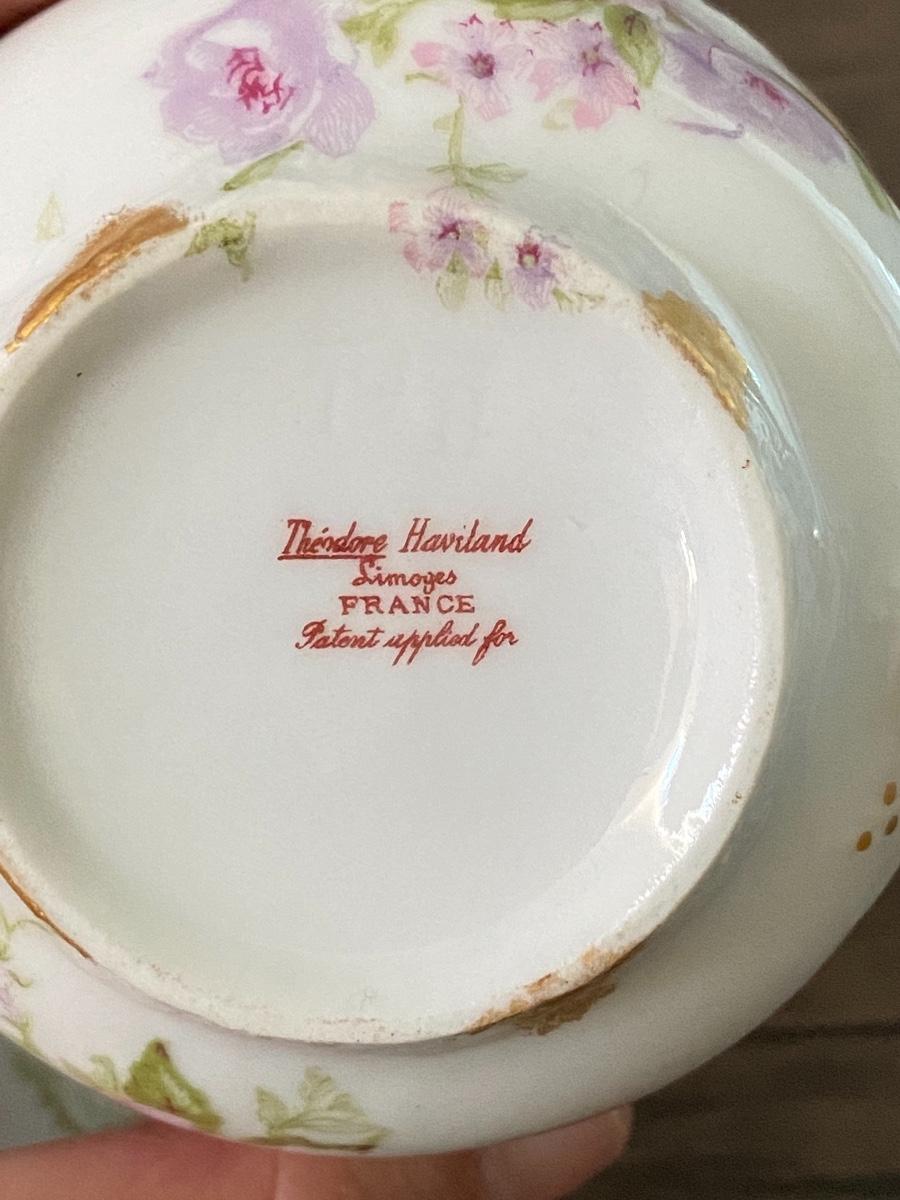 Théodore Haviland
Limoges
FRANCE
Patent applied for